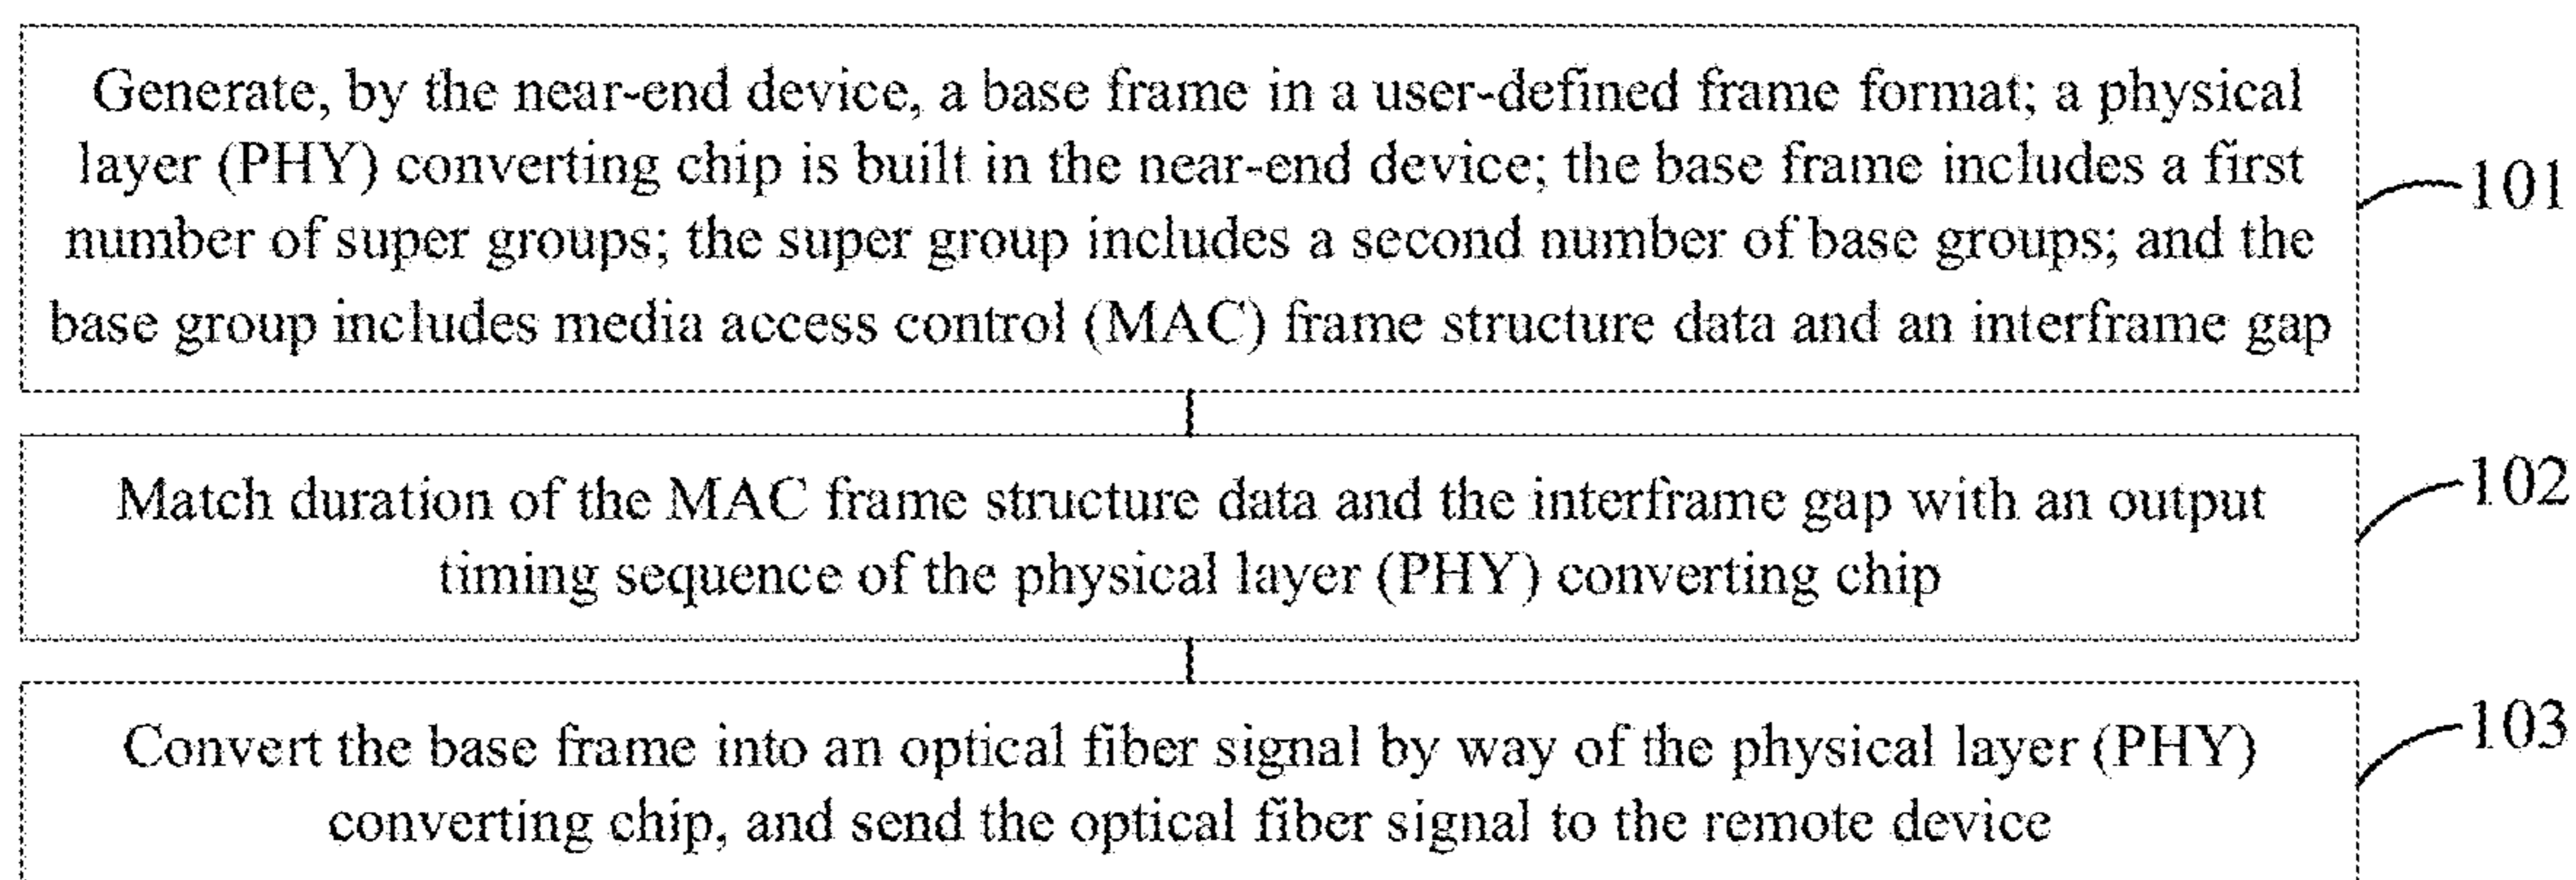 Generate, by the near-end device, a base frame in a user-defined frame format; a physical
layer (PHY) converting chip is built in the near-end device; the base frame includes a first
number of super groups; the super group includes a second number of base groups; and the
base group includes media access control (MAC) frame structure data and an interframe gap
101
Match duration of the MAC frame structure data and the interframe gap with an output
timing sequence of the physical layer (PHY) converting chip
102
Convert the base frame into an optical fiber signal by way of the physical layer (PHY)
converting chip, and send the optical fiber signal to the remote device
103